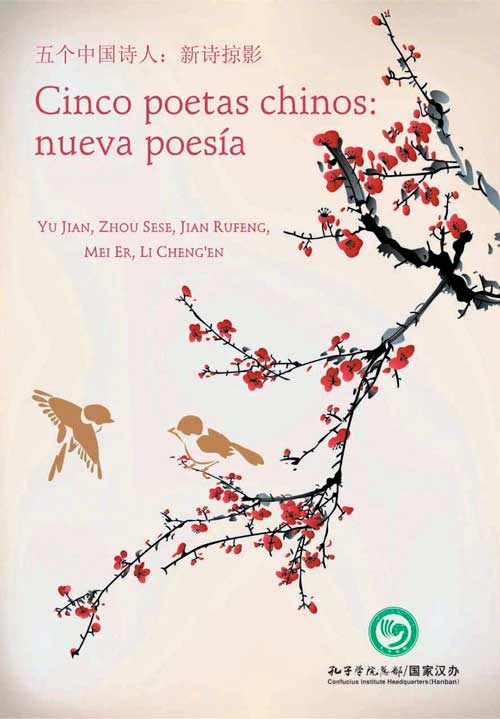 五个中国诗人：新诗掠影
Cinco poetas chinos:
nueva poesía
Yu Jian, Zhou Sese, Jian Rufeng,
Mei Er, Li Cheng'en
孔子学院总部/国家汉办
Confucius Institute Headquarters(Hanban)